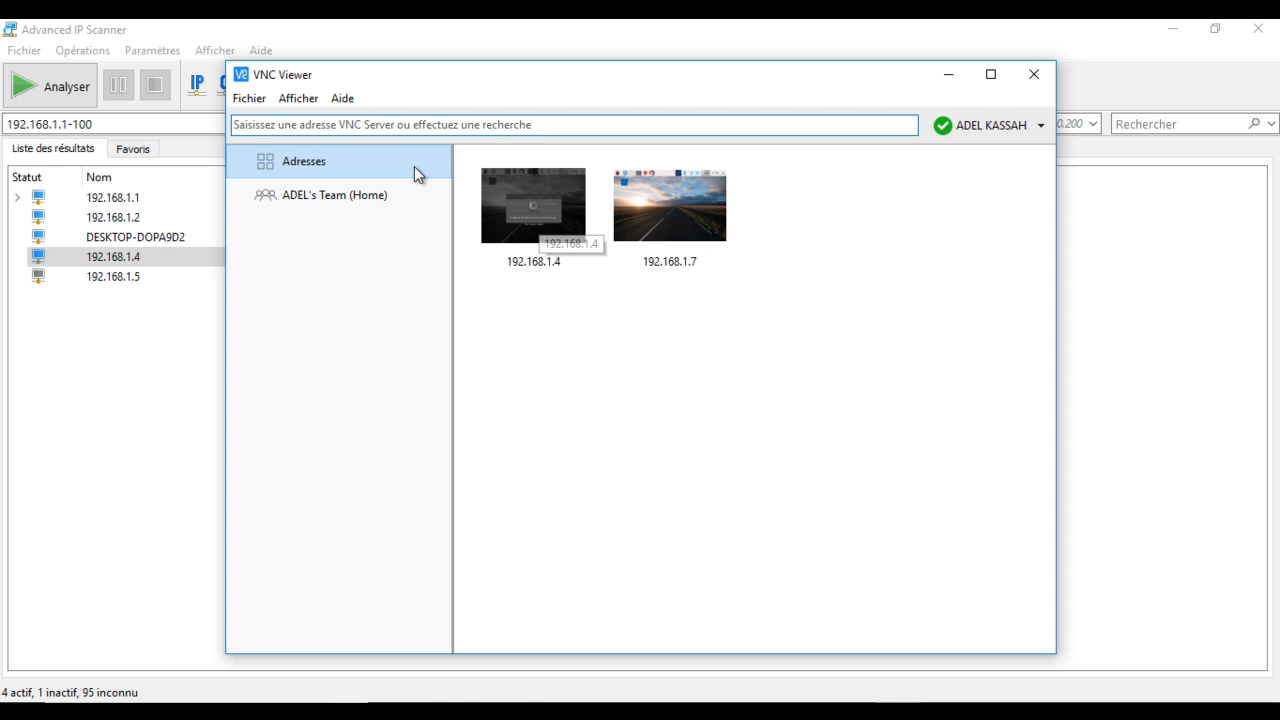 Advanced IP Scanner
Fichier Opérations Paramètres Afficher Aide
Analyser
IP
192.168.1.1-100
0.200
Rechercher
Liste des résultats Favoris
Statut Nom
192.168.1.1
192.168.1.2
DESKTOP-DOPA9D2
192.168.1.4
192.168.1.5
4 actif, 1 inactif, 95 inconnu
VNC Viewer
Fichier Afficher Aide
Saisissez une adresse VNC Server ou effectuez une recherche
ADEL KASSAH
Adresses
ADEL's Team (Home)
192.168.1.4
192.168.1.4
192.168.1.7